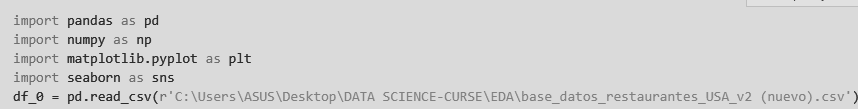 import pandas as pd
import numpy as np
import matplotlib.pyplot as plt
import seaborn as sns
df_0 = pd.read_csv(r'C:\Users\ASUS\Desktop\DATA SCIENCE-CURSE\EDA\base_datos_restaurantes_USA_v2 (nuevo).csv')